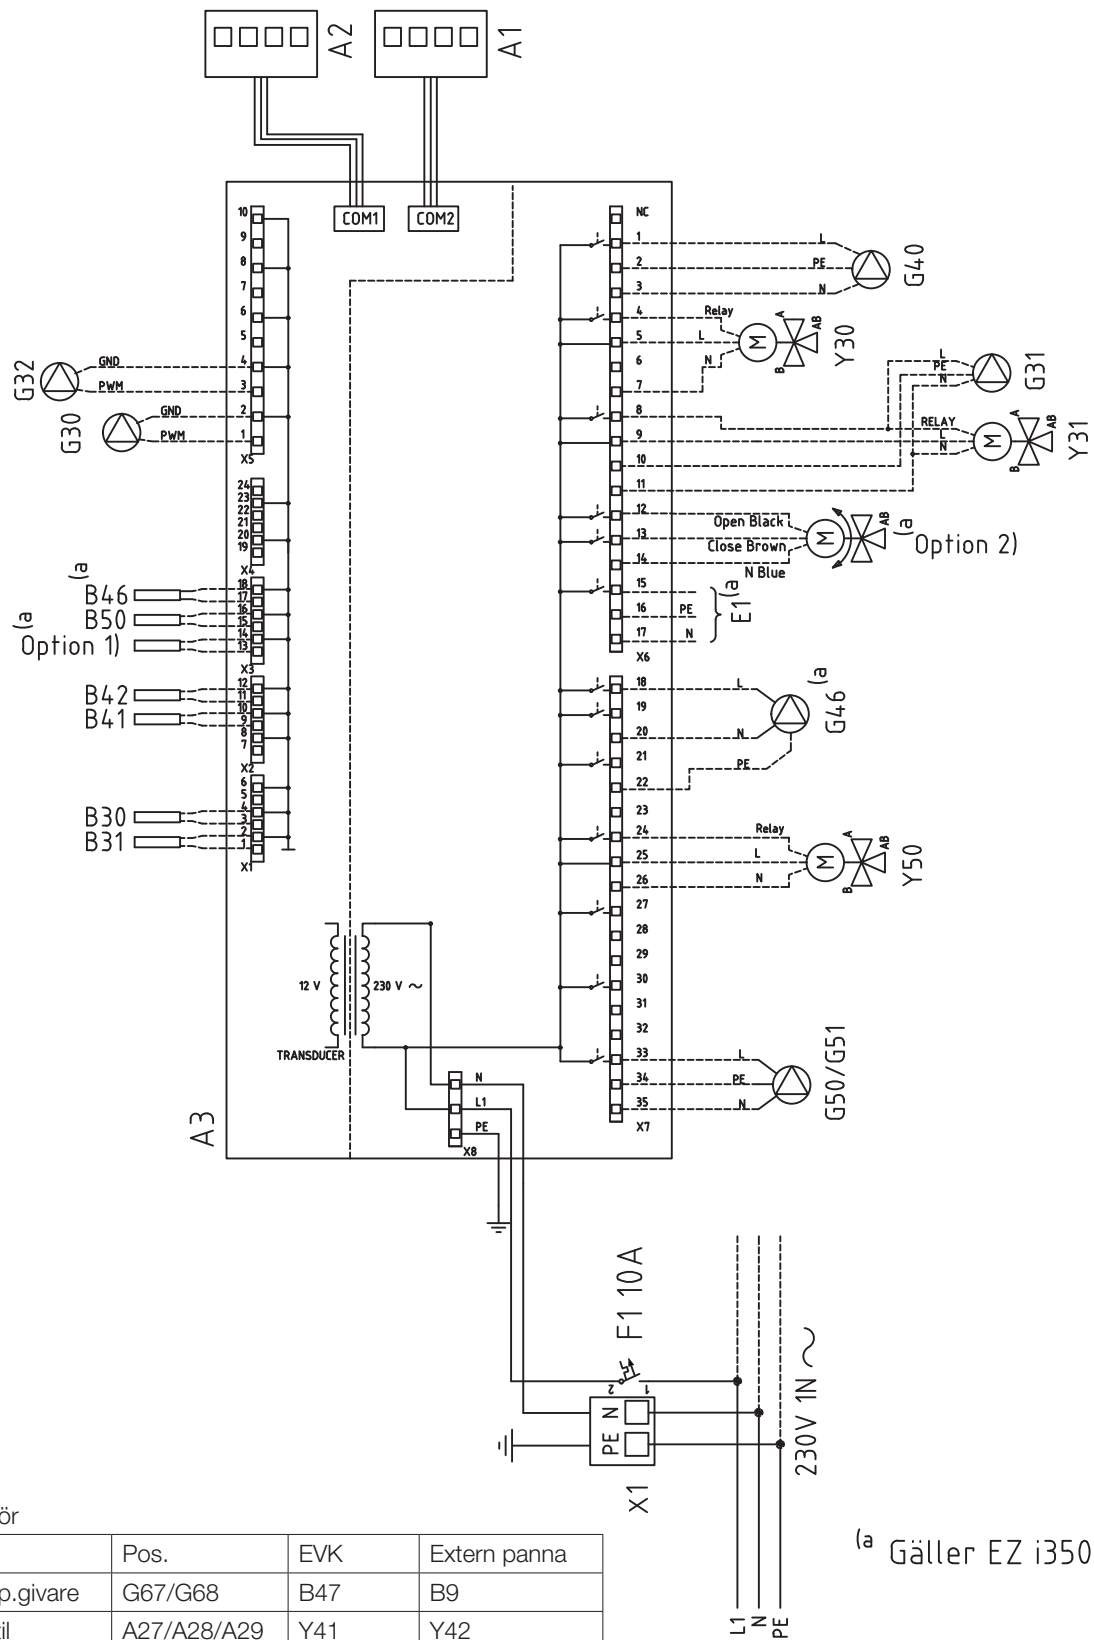 A2
A1
COM1
COM2
10
9
8
7
6
5
4
3
2
1
X5
GND
PWM
G32
GND
PWM
G30
24
23
22
21
20
19
X4
18
17
16
15
14
13
X3
(a
B46
B50
(a
Option 1)
12
11
10
9
8
7
X2
B42
B41
6
5
4
3
2
1
X1
B30
B31
NC
1
2
3
4
5
6
7
8
9
10
11
12
13
14
15
16
17
X6
L
PE
N
G40
Relay
L
N
M
A
AB
B
Y30
L
PE
N
G31
RELAY
L
N
M
A
AB
B
Y31
Open Black
Close Brown
N Blue
M
AB
(a
Option 2)
PE
N
E1 (a
18
19
20
21
22
23
24
25
26
27
28
29
30
31
32
33
34
35
X7
L
N
PE
G46 (a
Relay
L
N
M
A
AB
B
Y50
L
PE
N
G50/G51
12 V
230 V ~
TRANSDUCER
A3
N
L1
PE
X8
F1 10A
2
1
N
PE
X1
230V 1N ~
L1
N
PE
(a Gäller EZ i350
ör
Pos. EVK Extern panna
p.givare G67/G68 B47 B9
til A27/A28/A29 Y41 Y42